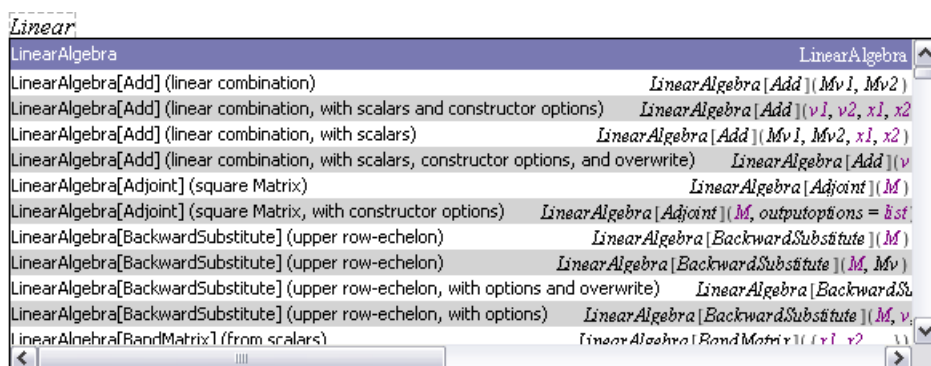 Linear
LinearAlgebra LinearAlgebra
LinearAlgebra[Add] (linear combination) LinearAlgebra[Add](Mv1, Mv2)
LinearAlgebra[Add] (linear combination, with scalars and constructor options) LinearAlgebra[Add](v1, v2, x1, x2
LinearAlgebra[Add] (linear combination, with scalars) LinearAlgebra[Add](Mv1, Mv2, x1, x2)
LinearAlgebra[Add] (linear combination, with scalars, constructor options, and overwrite) LinearAlgebra[Add](v
LinearAlgebra[Adjoint] (square Matrix) LinearAlgebra[Adjoint](M)
LinearAlgebra[Adjoint] (square Matrix, with constructor options) LinearAlgebra[Adjoint](M, outputoptions = list)
LinearAlgebra[BackwardSubstitute] (upper row-echelon) LinearAlgebra[BackwardSubstitute](M)
LinearAlgebra[BackwardSubstitute] (upper row-echelon) LinearAlgebra[BackwardSubstitute](M, Mv)
LinearAlgebra[BackwardSubstitute] (upper row-echelon, with options and overwrite) LinearAlgebra[BackwardSu
LinearAlgebra[BackwardSubstitute] (upper row-echelon, with options) LinearAlgebra[BackwardSubstitute](M, v,
LinearAlgebra[BandMatrix] (from scalars) LinearAlgebra[BandMatrix]({x1, x2, ...})